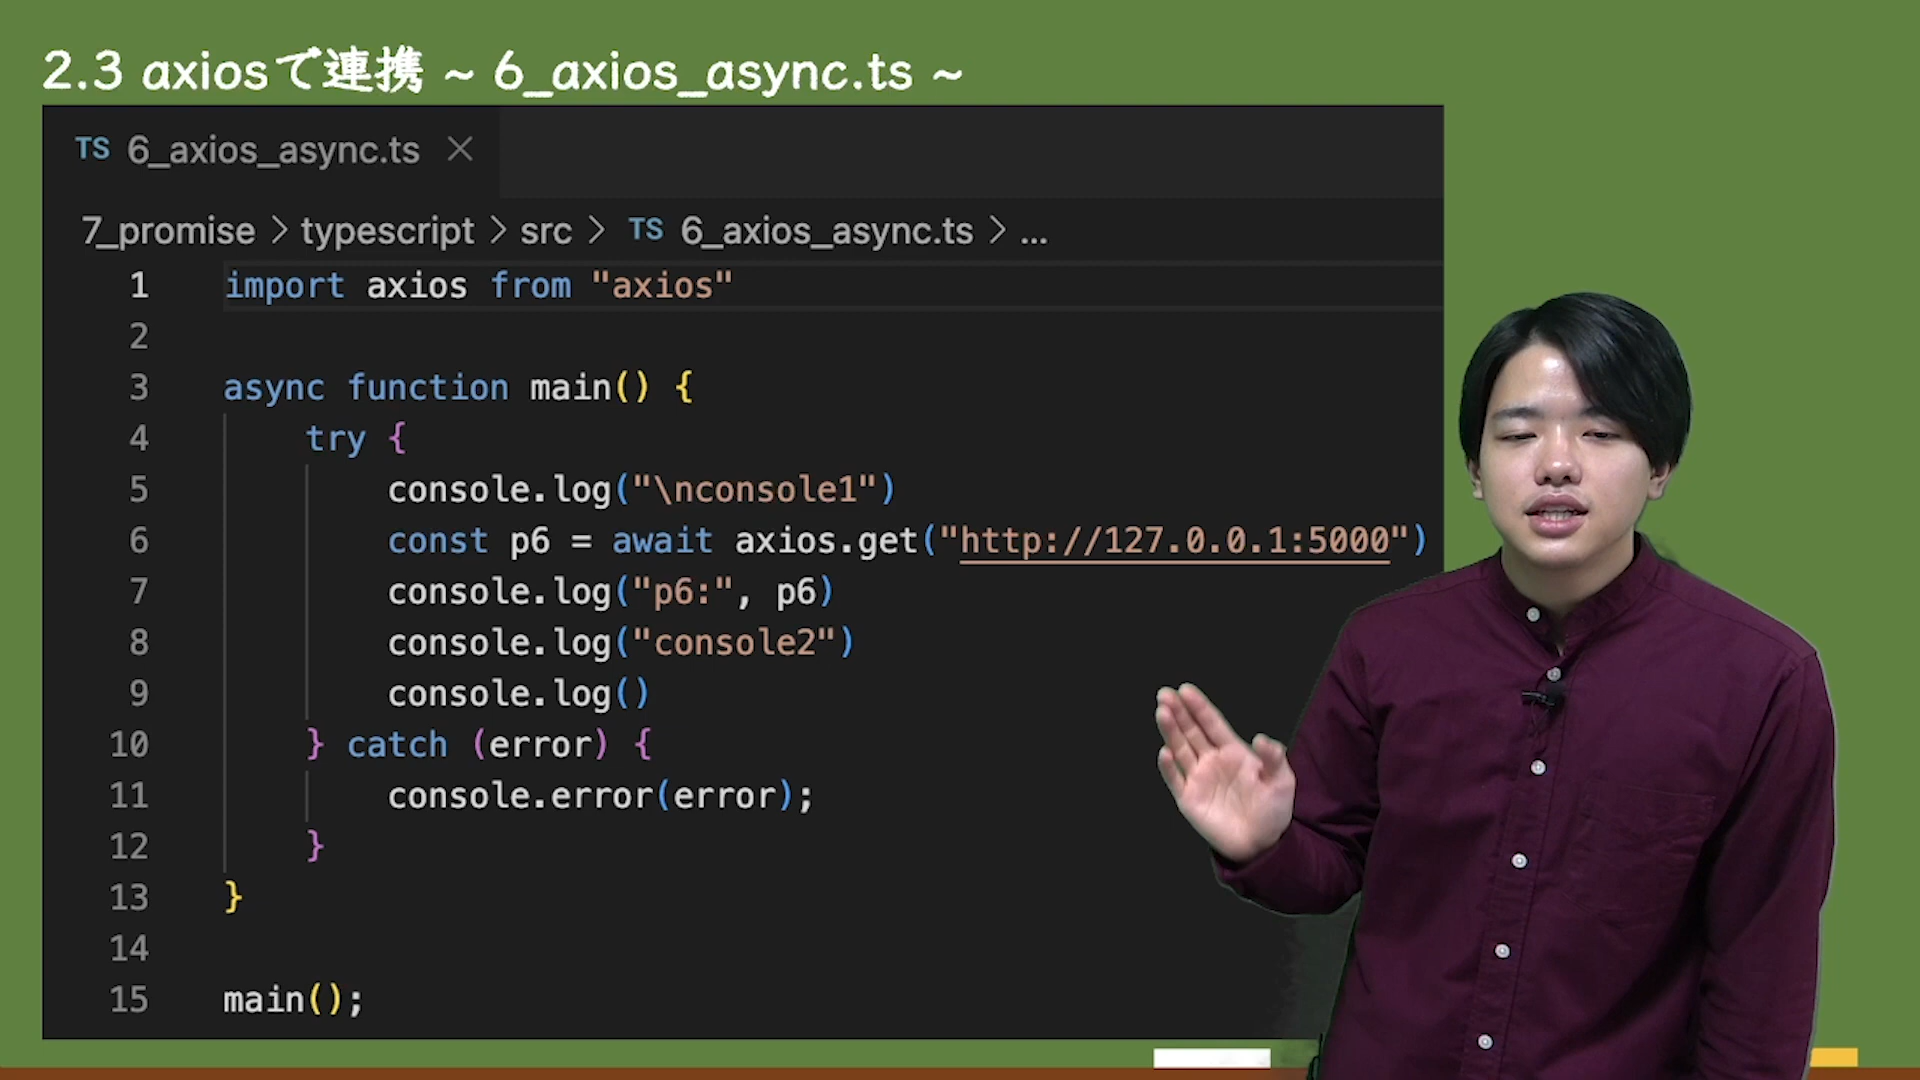 2.3 axiosで連携 ~ 6_axios_async.ts ~
TS 6_axios_async.ts ×
7_promise > typescript > src > TS 6_axios_async.ts > ...
1 import axios from "axios"
2
3 async function main() {
4 try {
5 console.log("\nconsole1")
6 const p6 = await axios.get("http://127.0.0.1:5000")
7 console.log("p6:", p6)
8 console.log("console2")
9 console.log()
10 } catch (error) {
11 console.error(error);
12 }
13 }
14
15 main();